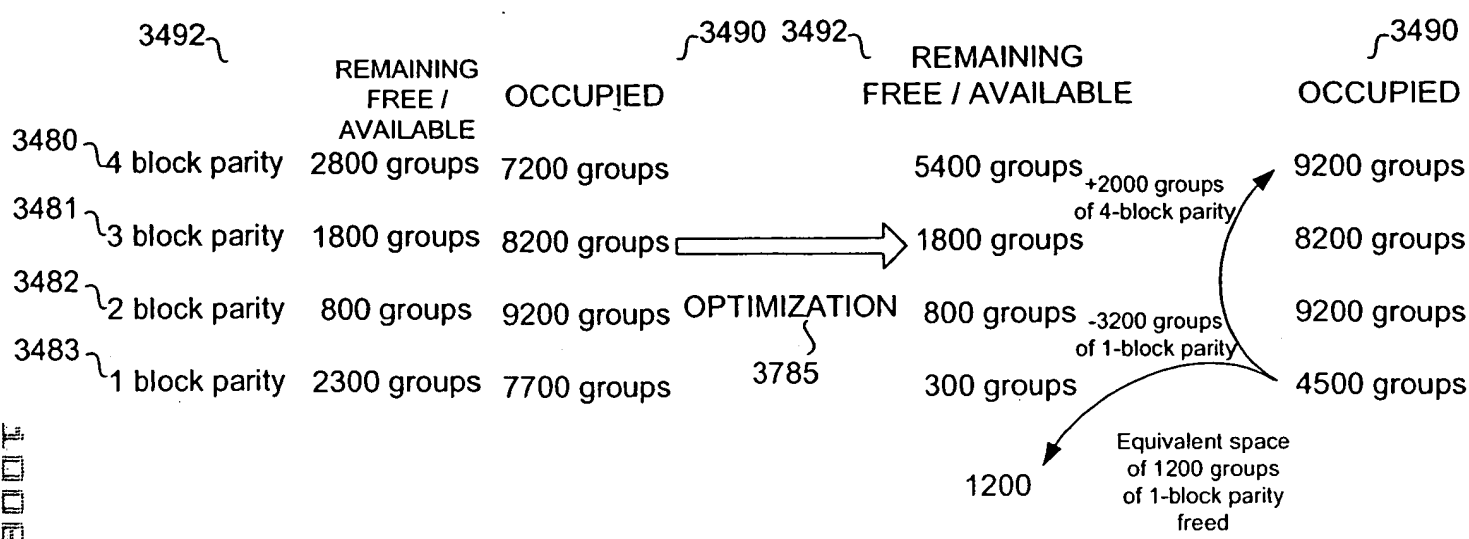 3492
3490 3492
3490
REMAINING
FREE /
AVAILABLE
OCCUPIED
REMAINING
FREE / AVAILABLE
OCCUPIED
3480
4 block parity 2800 groups 7200 groups 5400 groups 9200 groups
+2000 groups
of 4-block parity
3481
3 block parity 1800 groups 8200 groups 1800 groups 8200 groups
3482
2 block parity 800 groups 9200 groups OPTIMIZATION 800 groups 9200 groups
-3200 groups
of 1-block parity
3483
1 block parity 2300 groups 7700 groups 3785 300 groups 4500 groups
Equivalent space
of 1200 groups
of 1-block parity
freed
1200